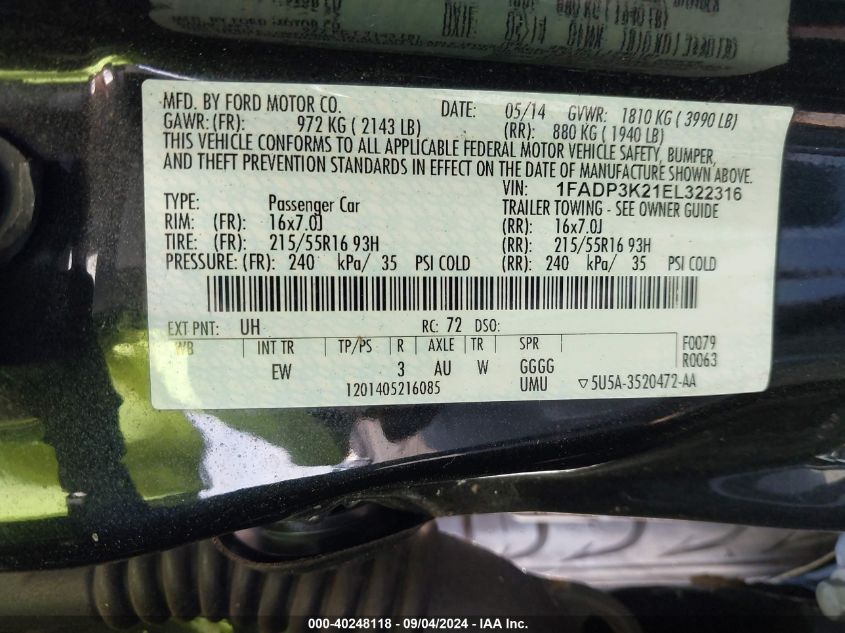 MFD. BY FORD MOTOR CO. DATE: 05/14 GVWR: 1810 KG ( 3990 LB)
GAWR: (FR): 972 KG ( 2143 LB) (RR): 880 KG ( 1940 LB)
THIS VEHICLE CONFORMS TO ALL APPLICABLE FEDERAL MOTOR VEHICLE SAFETY, BUMPER,
AND THEFT PREVENTION STANDARDS IN EFFECT ON THE DATE OF MANUFACTURE SHOWN ABOVE.
VIN: 1FADP3K21EL322316
TYPE: Passenger Car TRAILER TOWING - SEE OWNER GUIDE
RIM: (FR): 16x7.0J (RR): 16x7.0J
TIRE: (FR): 215/55R16 93H (RR): 215/55R16 93H
PRESSURE: (FR): 240 kPa/ 35 PSI COLD (RR): 240 kPa/ 35 PSI COLD
EXT PNT: UH RC: 72 DSO: F0079
WB INT TR TP/PS R AXLE TR SPR R0063
EW 3 AU W GGGG
1201405216085 UMU ▽5U5A-3520472-AA
000-40248118 - 09/04/2024 - IAA Inc.